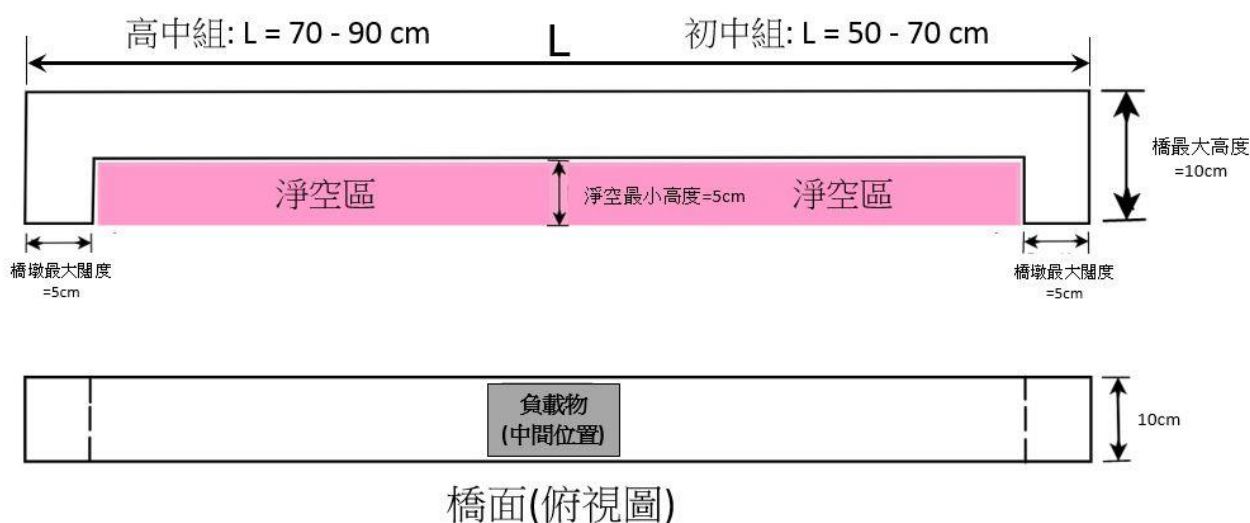 高中組: L = 70 - 90 cm
L
初中組: L = 50 - 70 cm
橋最大高度
=10cm
淨空區
淨空最小高度=5cm
淨空區
橋墩最大闊度
=5cm
橋墩最大闊度
=5cm
負載物
(中間位置)
10cm
橋面(俯視圖)